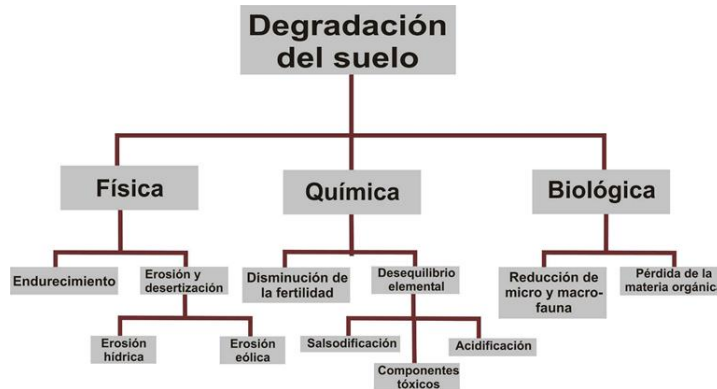 Degradación
del suelo
Física
Química
Biológica
Endurecimiento
Erosión y
desertización
Disminución de
la fertilidad
Desequilibrio
elemental
Reducción de
micro y macro-
fauna
Pérdida de la
materia orgánica
Erosión
hídrica
Erosión
eólica
Salsodificación
Componentes
tóxicos
Acidificación